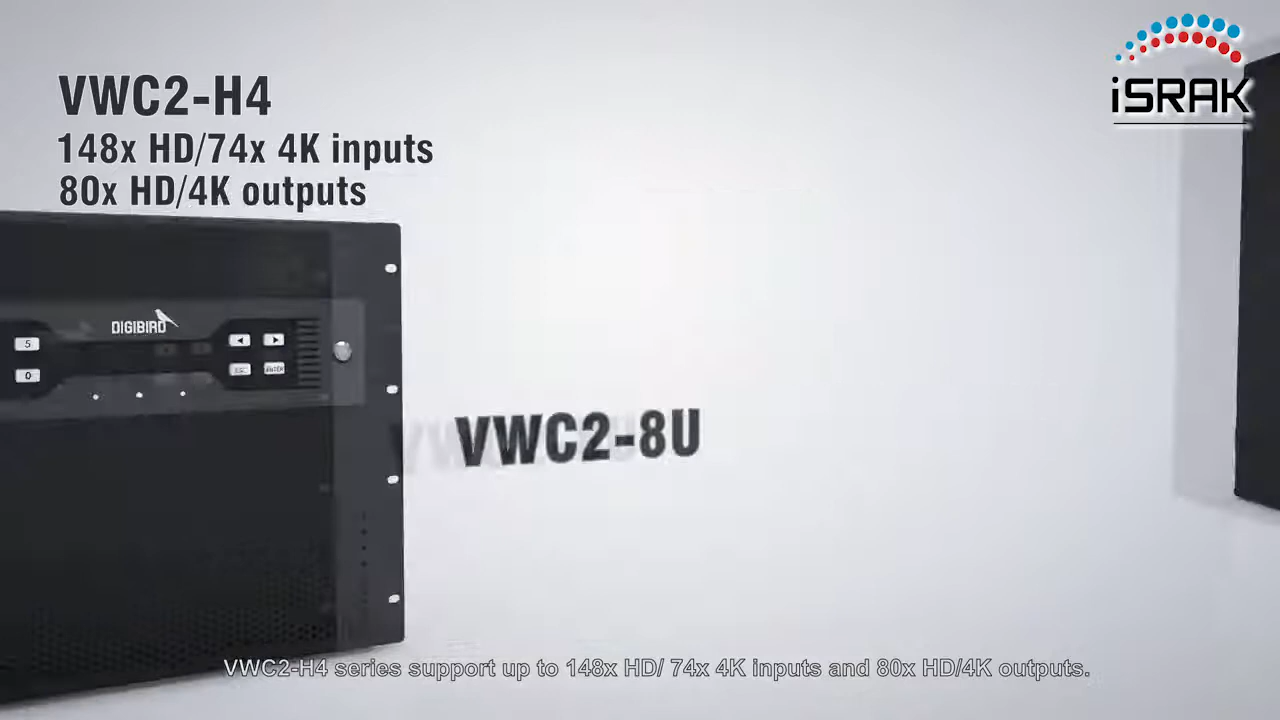 iSRAK
VWC2-H4
148x HD/74x 4K inputs
80x HD/4K outputs
DIGIBIRD
5
0
ESC
ENTER
VWC2-8U
VWC2-H4 series support up to 148x HD/ 74x 4K inputs and 80x HD/4K outputs.